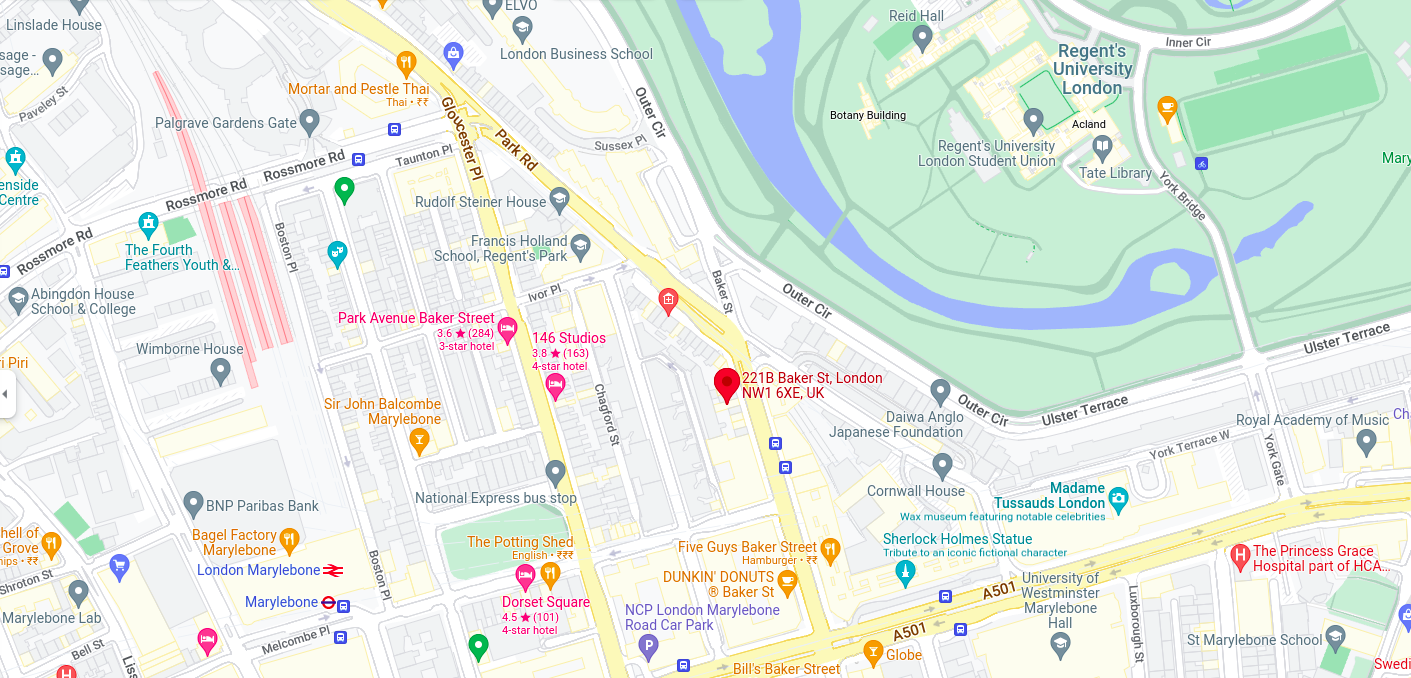 Linslade House
ELVO
London Business School
Reid Hall
Inner Cir
Regent's
University
London
sage -
sage...
Paveley St
Mortar and Pestle Thai
Thai • ₹₹
Palgrave Gardens Gate
Gloucester Pl
Park Rd
Outer Cir
Botany Building
Acland
Regent's University
London Student Union
Tate Library
Mary
Sussex Pl
Taunton Pl
Rossmore Rd
Rossmore Rd
Rossmore Rd
enside
Centre
York Bridge
Rudolf Steiner House
Francis Holland
School, Regent's Park
The Fourth
Feathers Youth &...
Boston Pl
Abingdon House
School & College
Ivor Pl
Baker St
Outer Cir
Park Avenue Baker Street
3.6 ★ (284)
3-star hotel
146 Studios
3.8 ★ (163)
4-star hotel
Ulster Terrace
Wimborne House
ri Piri
221B Baker St, London
NW1 6XE, UK
Chagford St
Sir John Balcombe
Marylebone
Daiwa Anglo
Japanese Foundation
Outer Cir
Ulster Terrace
Royal Academy of Music
Ch
York Terrace W
York Gate
National Express bus stop
Cornwall House
Madame
Tussauds London
Wax museum featuring notable celebrities
BNP Paribas Bank
hell of
Grove
hips • ₹₹
Bagel Factory
Marylebone
The Potting Shed
English • ₹₹₹
Five Guys Baker Street
Hamburger • ₹₹
Sherlock Holmes Statue
Tribute to an iconic fictional character
The Princess Grace
Hospital part of HCA...
Shroton St
London Marylebone
Boston Pl
DUNKIN' DONUTS
® Baker St
A501
University of
Westminster
Marylebone
Hall
Luxborough St
Marylebone
Dorset Square
4.5 ★ (101)
4-star hotel
NCP London Marylebone
Road Car Park
P
Marylebone Lab
A501
Melcombe Pl
Bell St
Liss
H
H
Globe
St Marylebone School
Bill's Baker Street
Swedi